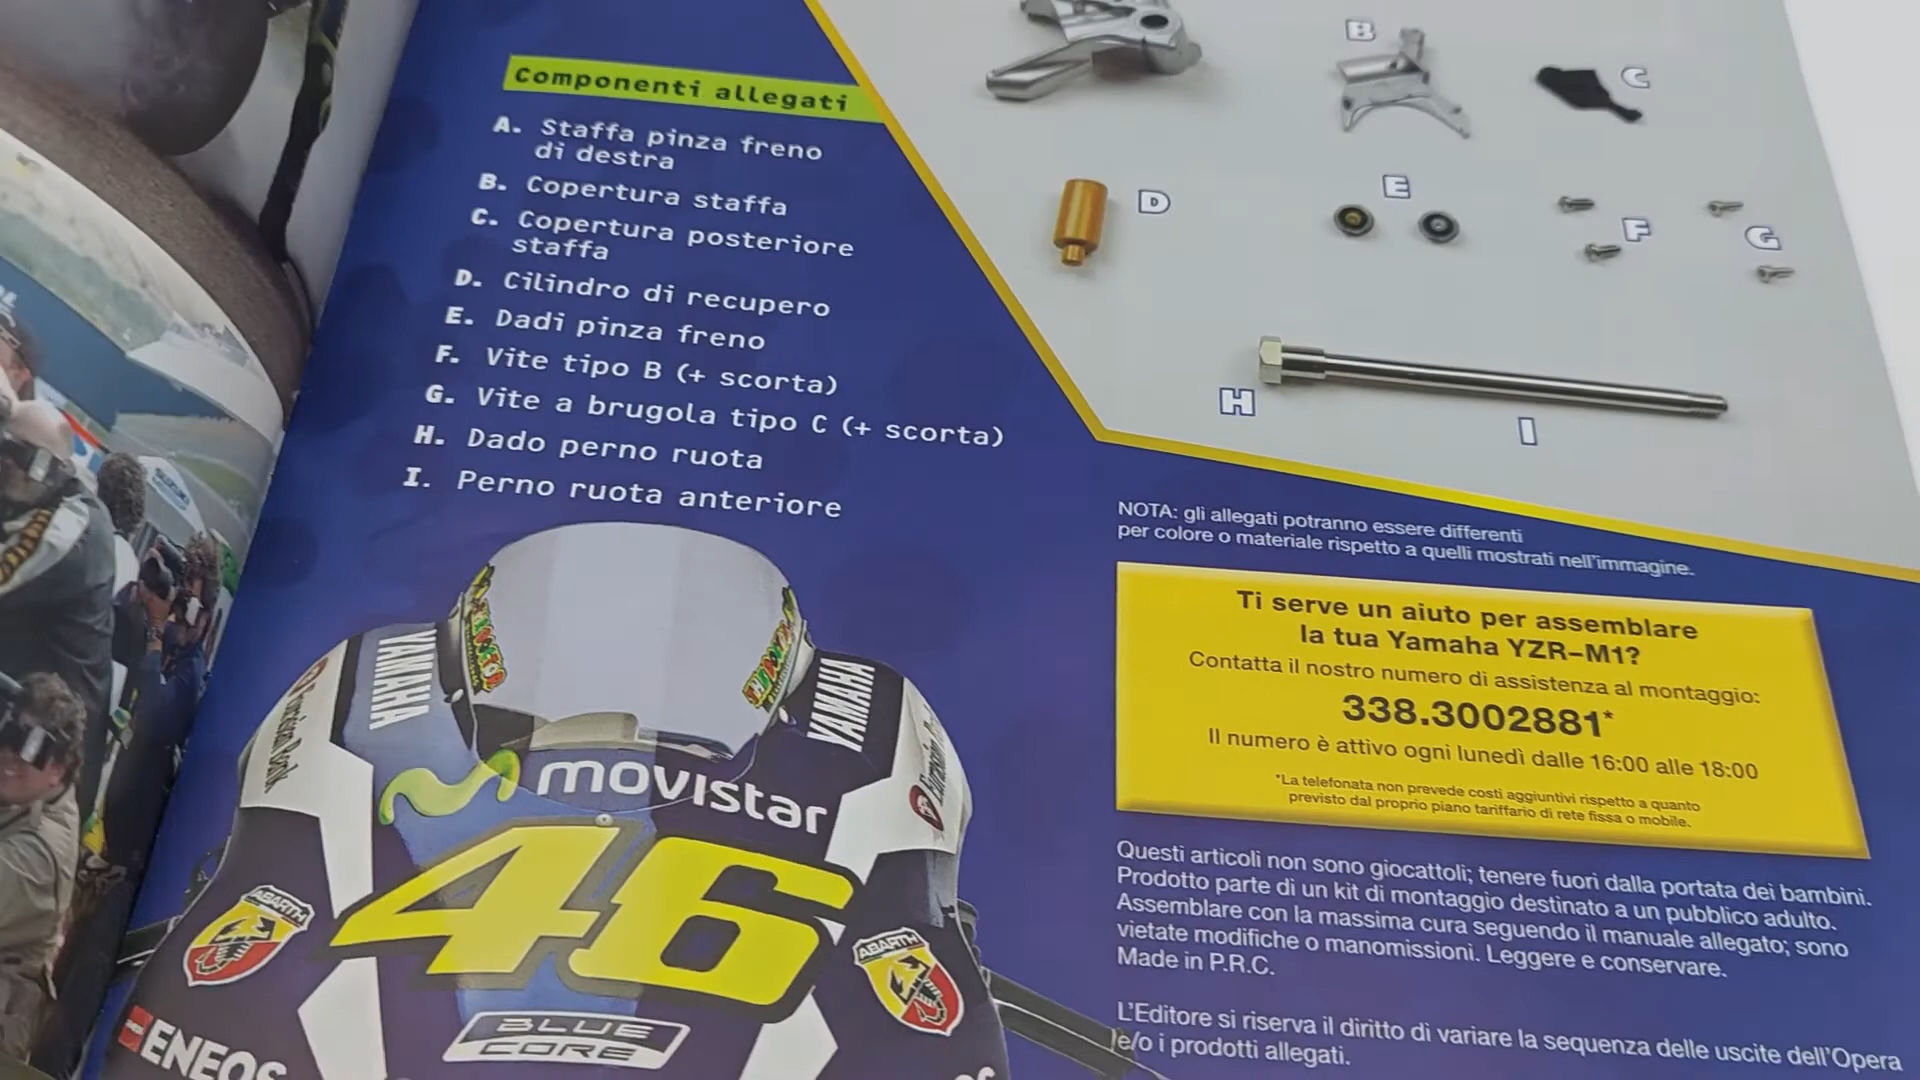 Componenti allegati
A. Staffa pinza freno
di destra
B. Copertura staffa
C. Copertura posteriore
staffa
D. Cilindro di recupero
E. Dadi pinza freno
F. Vite tipo B (+ scorta)
G. Vite a brugola tipo C (+ scorta)
H. Dado perno ruota
I. Perno ruota anteriore
B
C
D
E
F
G
H
I
NOTA: gli allegati potranno essere differenti
per colore o materiale rispetto a quelli mostrati nell'immagine.
Ti serve un aiuto per assemblare
la tua Yamaha YZR-M1?
Contatta il nostro numero di assistenza al montaggio:
338.3002881*
Il numero è attivo ogni lunedì dalle 16:00 alle 18:00
*La telefonata non prevede costi aggiuntivi rispetto a quanto
previsto dal proprio piano tariffario di rete fissa o mobile.
Questi articoli non sono giocattoli; tenere fuori dalla portata dei bambini.
Prodotto parte di un kit di montaggio destinato a un pubblico adulto.
Assemblare con la massima cura seguendo il manuale allegato; sono
vietate modifiche o manomissioni. Leggere e conservare.
Made in P.R.C.
L'Editore si riserva il diritto di variare la sequenza delle uscite dell'Opera
e/o i prodotti allegati.
YAMAHA
YAMAHA
movistar
46
ABARTH
ABARTH
BLUE
CORE
ENEOS